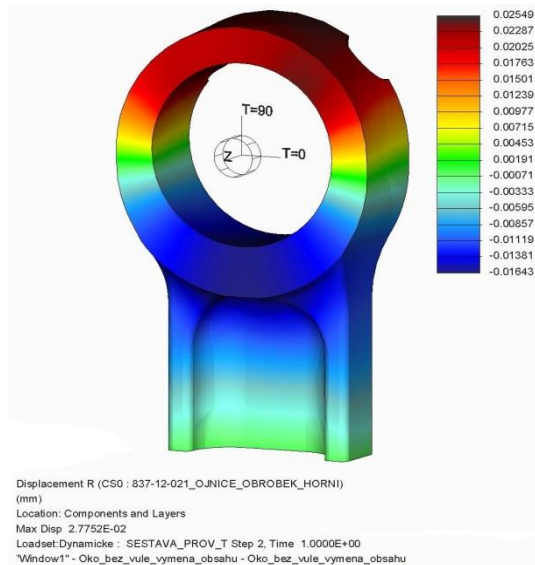 0.02549
0.02287
0.02025
0.01763
0.01501
0.01239
0.00977
0.00715
0.00453
0.00191
-0.00071
-0.00333
-0.00595
-0.00857
-0.01119
-0.01381
-0.01643
T=90
Z
T=0
Displacement R (CS0 : 837-12-021_OJNICE_OBROBEK_HORNI)
(mm)
Location: Components and Layers
Max Disp 2.7752E-02
Loadset:Dynamicke : SESTAVA_PROV_T Step 2, Time 1.0000E+00
"Window1" - Oko_bez_vule_vymena_obsahu - Oko_bez_vule_vymena_obsahu